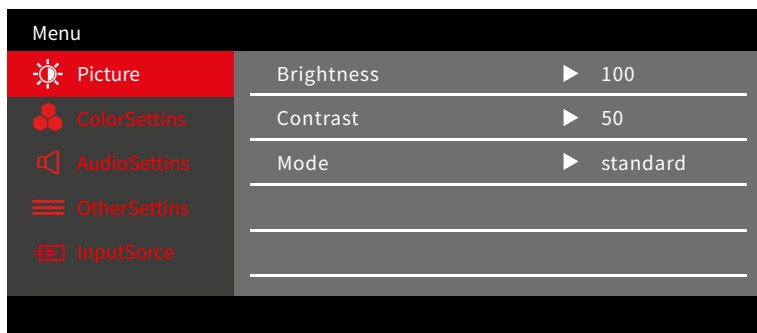 Menu
Picture
Brightness ▶ 100
ColorSettins
Contrast ▶ 50
AudioSettins
Mode ▶ standard
OtherSettins
InputSorce